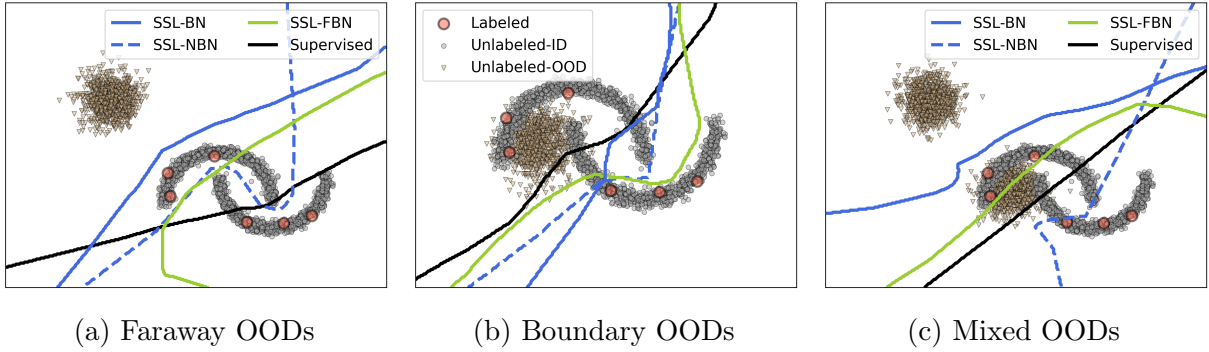 SSL-BN SSL-FBN
SSL-NBN Supervised
Labeled
Unlabeled-ID
Unlabeled-OOD
SSL-BN SSL-FBN
SSL-NBN Supervised
(a) Faraway OODs
(b) Boundary OODs
(c) Mixed OODs